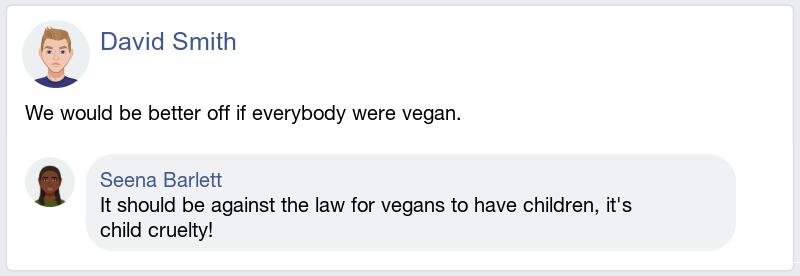 David Smith
We would be better off if everybody were vegan.
Seena Barlett
It should be against the law for vegans to have children, it's
child cruelty!